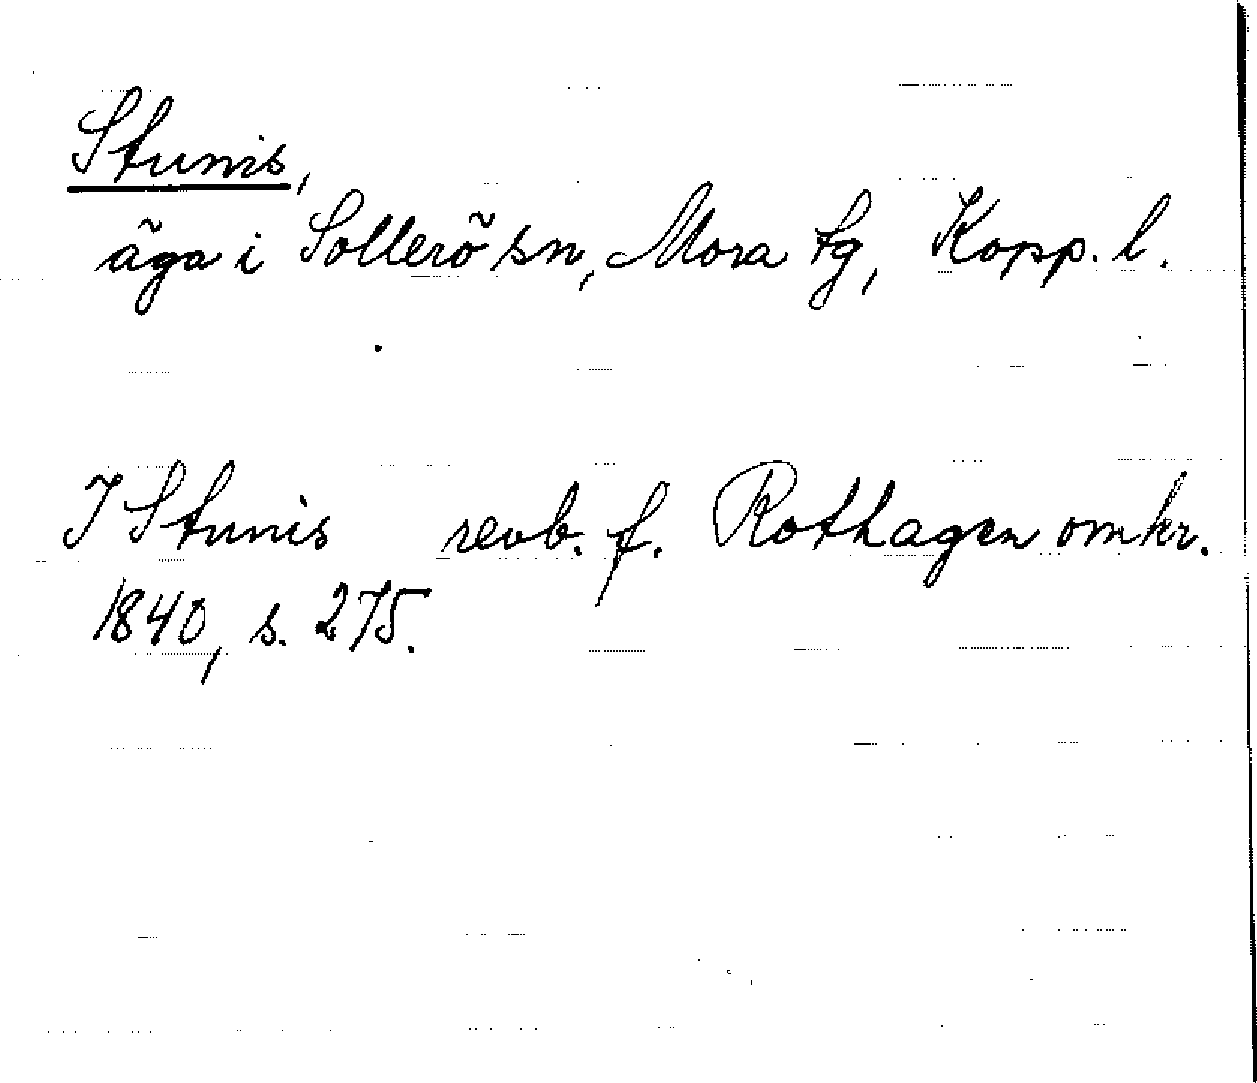 Stunis,
äga i Sollerö sn, Mora tg, Kopp. l.
I Stunis revb. f. Rothagen omkr.
1840, s. 275.